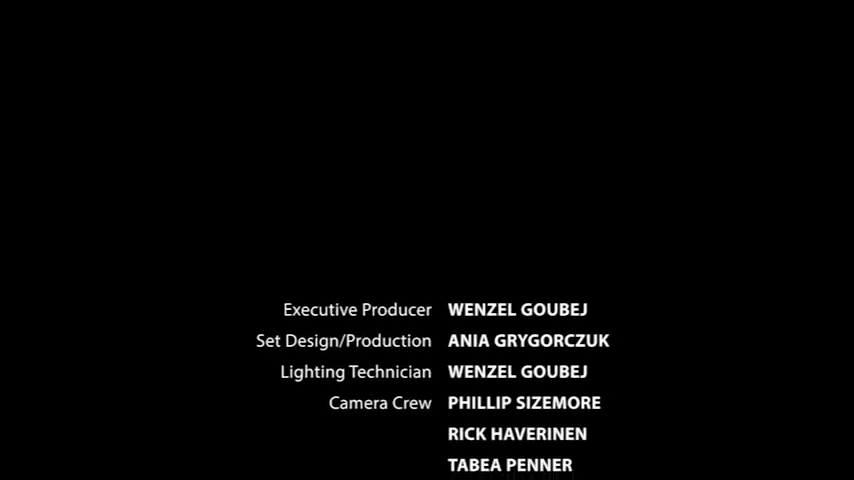 Executive Producer WENZEL GOUBEJ
Set Design/Production ANIA GRYGORCZUK
Lighting Technician WENZEL GOUBEJ
Camera Crew PHILLIP SIZEMORE
RICK HAVERINEN
TABEA PENNER